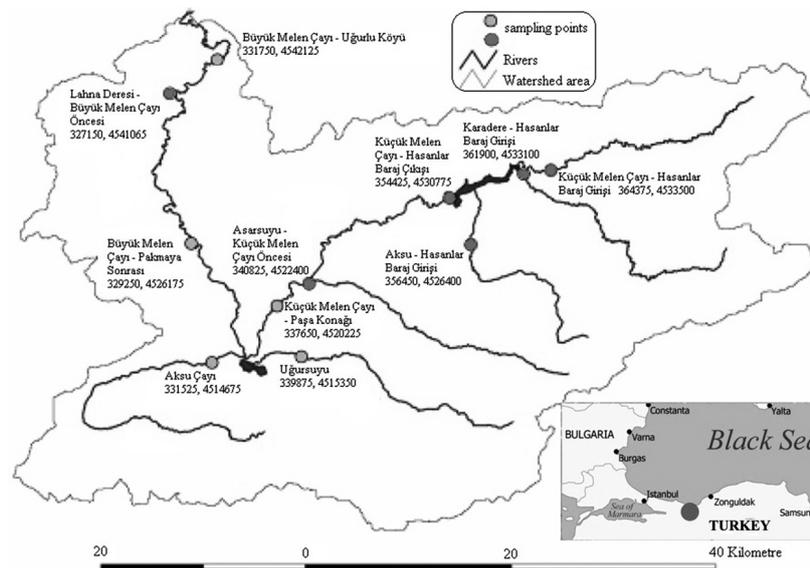 Büyük Melen Çayı - Uğurlu Köyü
331750, 4542125
sampling points
Rivers
Watershed area
Lahna Deresi -
Büyük Melen Çayı
Öncesi
327150, 4541065
Karadere - Hasanlar
Baraj Girişi
361900, 4533100
Küçük Melen
Çayı - Hasanlar
Baraj Çıkışı
354425, 4530775
Küçük Melen Çayı - Hasanlar
Baraj Girişi 364375, 4533500
Asarsuyu -
Küçük Melen
Çayı Öncesi
340825, 4522400
Büyük Melen
Çayı - Pakmaya
Sonrası
329250, 4526175
Aksu - Hasanlar
Baraj Girişi
356450, 4526400
Küçük Melen Çayı
- Paşa Konağı
337650, 4520225
Aksu Çayı
331525, 4514675
Uğursuyu
339875, 4515350
Constanta
Yalta
BULGARIA
Varna
Black Sea
Burgas
Istanbul
Zonguldak
Sea of
Marmara
Samsun
TURKEY
20
0
20
40 Kilometre